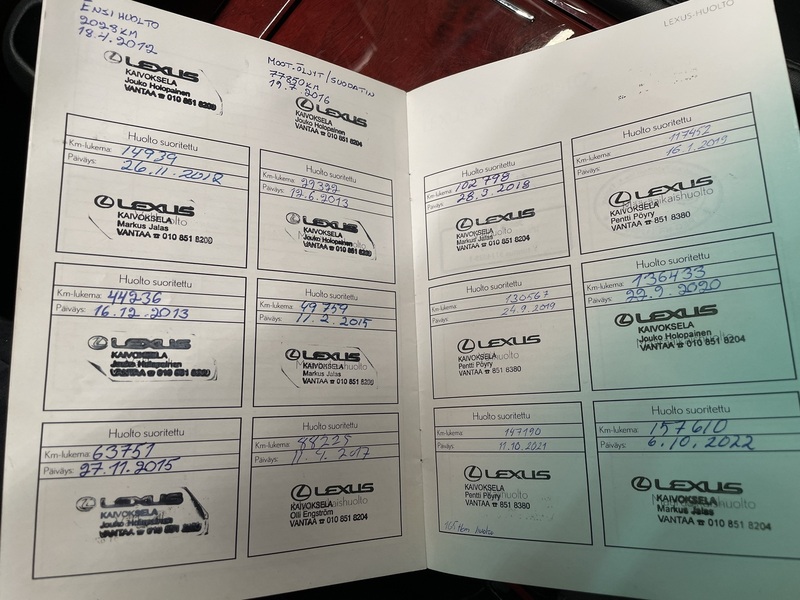 ENSI HUOLTO
2028 KM
18.4.2012
LEXUS
KAIVOKSELA
Jouko Holopainen
VANTAA ☎ 010 851 8200
MOOT.ÖLJYT/SUODATIN
77850KM
19.7.2016
LEXUS
KAIVOKSELA
Jouko Holopainen
VANTAA ☎ 010 851 8200
Huolto suoritettu
Km-lukema: 14939
Päiväys: 26.11.2012
LEXUS
KAIVOKSELA
Markus Jalas
VANTAA ☎ 010 851 8200
Huolto suoritettu
Km-lukema: 29392
Päiväys: 12.6.2013
LEXUS
KAIVOKSELA
Jouko Holopainen
VANTAA ☎ 010 851 8200
Huolto suoritettu
Km-lukema: 44236
Päiväys: 16.12.2013
LEXUS
KAIVOKSELA
Jouko Holopainen
VANTAA ☎ 010 851 8200
Huolto suoritettu
Km-lukema: 49759
Päiväys: 11.2.2015
LEXUS
KAIVOKSELA
Markus Jalas
VANTAA ☎ 010 851 8200
Huolto suoritettu
Km-lukema: 63751
Päiväys: 27.11.2015
LEXUS
KAIVOKSELA
Jouko Holopainen
VANTAA ☎ 010 851 8200
Huolto suoritettu
Km-lukema: 88225
Päiväys: 11.4.2017
LEXUS
KAIVOKSELA
Olli Engström
VANTAA ☎ 010 851 8204
LEXUS-HUOLTO
Huolto suoritettu
Km-lukema: 102798
Päiväys: 28.3.2018
LEXUS
KAIVOKSELA
Markus Jalas
VANTAA ☎ 010 851 8204
Huolto suoritettu
Km-lukema: 117452
Päiväys: 16.1.2019
LEXUS
KAIVOKSELA
Pentti Pöyry
VANTAA ☎ 010 851 8380
Huolto suoritettu
Km-lukema: 130567
Päiväys: 24.9.2019
LEXUS
KAIVOKSELA
Pentti Pöyry
VANTAA ☎ 010 851 8380
Huolto suoritettu
Km-lukema: 136433
Päiväys: 22.9.2020
LEXUS
KAIVOKSELA
Jouko Holopainen
VANTAA ☎ 010 851 8204
Huolto suoritettu
Km-lukema: 147190
Päiväys: 11.10.2021
LEXUS
KAIVOKSELA
Pentti Pöyry
VANTAA ☎ 010 851 8380
huolto
Huolto suoritettu
Km-lukema: 157610
Päiväys: 6.10.2022
LEXUS
KAIVOKSELA
Markus Jalas
VANTAA ☎ 010 851 8204